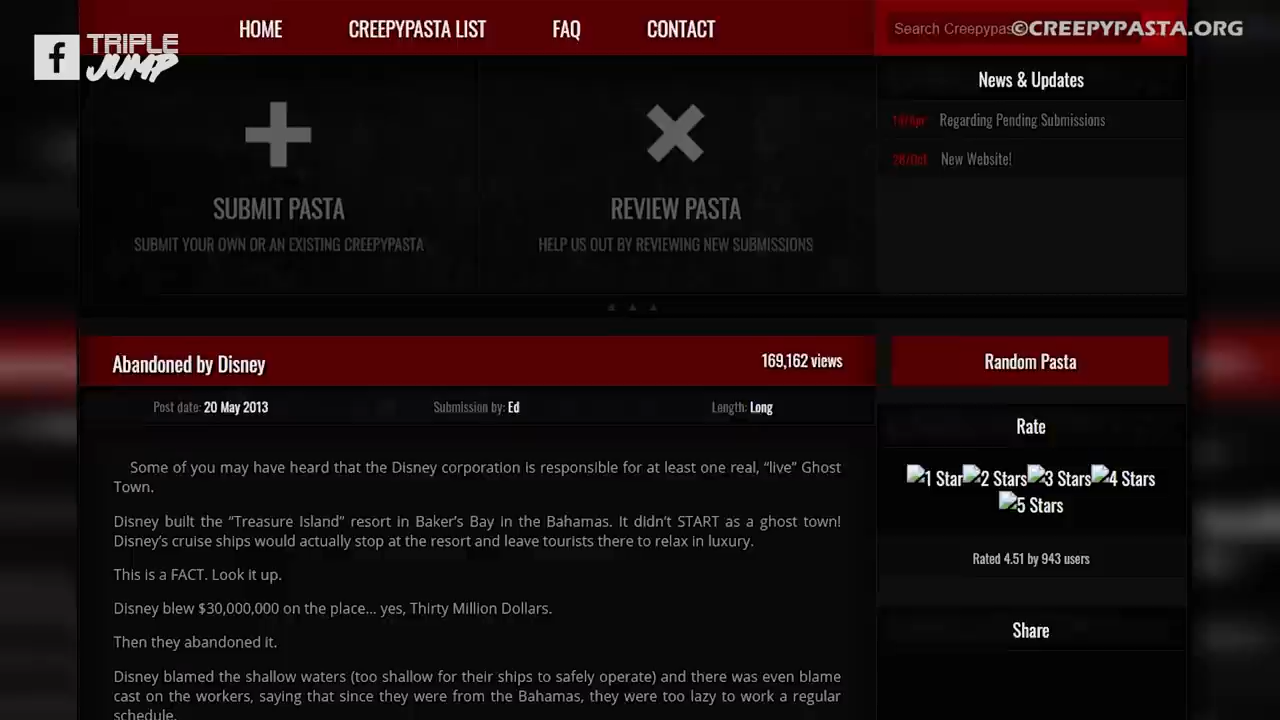 HOME CREEPYPASTA LIST FAQ CONTACT
Search Creepypas
©CREEPYPASTA.ORG
f TRIPLE
JUMP
News & Updates
Regarding Pending Submissions
New Website!
SUBMIT PASTA
SUBMIT YOUR OWN OR AN EXISTING CREEPYPASTA
REVIEW PASTA
HELP US OUT BY REVIEWING NEW SUBMISSIONS
Abandoned by Disney 169,162 views
Post date: 20 May 2013 Submission by: Ed Length: Long
Some of you may have heard that the Disney corporation is responsible for at least one real, “live” Ghost
Town.
Disney built the “Treasure Island” resort in Baker’s Bay in the Bahamas. It didn’t START as a ghost town!
Disney’s cruise ships would actually stop at the resort and leave tourists there to relax in luxury.
This is a FACT. Look it up.
Disney blew $30,000,000 on the place… yes, Thirty Million Dollars.
Then they abandoned it.
Disney blamed the shallow waters (too shallow for their ships to safely operate) and there was even blame
cast on the workers, saying that since they were from the Bahamas, they were too lazy to work a regular
schedule.
Random Pasta
Rate
1 Star 2 Stars 3 Stars 4 Stars
5 Stars
Rated 4.51 by 943 users
Share